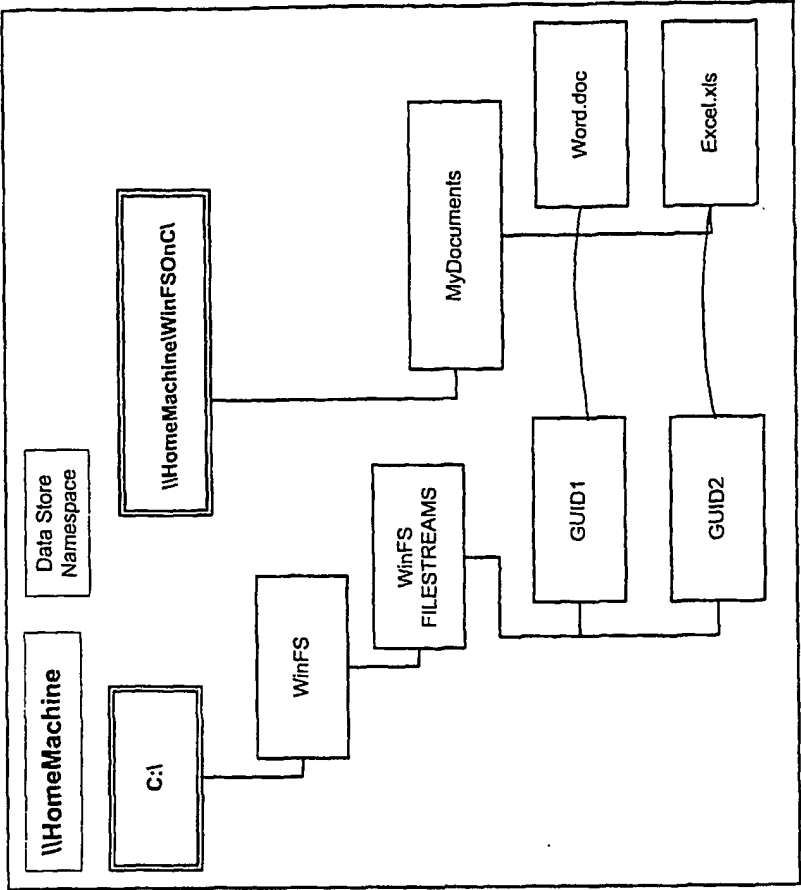 \\HomeMachine
Data Store
Namespace
C:\
\\HomeMachine\WinFSOnC\
WinFS
WinFS
FILESTREAMS
MyDocuments
GUID1
Word.doc
GUID2
Excel.xls